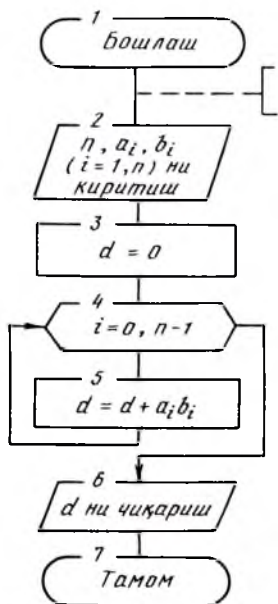 1
Бошлаш
2
n, aᵢ, bᵢ
(i = 1, n) ни
киритиш
3
d = 0
4
i = 0, n-1
5
d = d + aᵢbᵢ
6
d ни чиқариш
7
Тамом